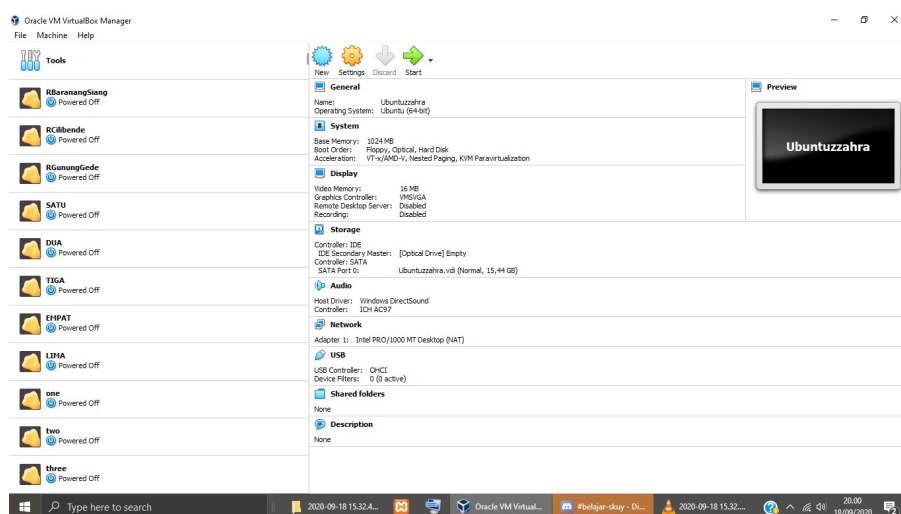 Oracle VM VirtualBox Manager
File Machine Help
Tools
New Settings Discard Start
RBaranangSiang
Powered Off
RCilibende
Powered Off
RGunungGede
Powered Off
SATU
Powered Off
DUA
Powered Off
TIGA
Powered Off
EMPAT
Powered Off
LIMA
Powered Off
one
Powered Off
two
Powered Off
three
Powered Off
General
Name: Ubuntuzzahra
Operating System: Ubuntu (64-bit)
System
Base Memory: 1024 MB
Boot Order: Floppy, Optical, Hard Disk
Acceleration: VT-x/AMD-V, Nested Paging, KVM Paravirtualization
Display
Video Memory: 16 MB
Graphics Controller: VMSVGA
Remote Desktop Server: Disabled
Recording: Disabled
Storage
Controller: IDE
IDE Secondary Master: [Optical Drive] Empty
Controller: SATA
SATA Port 0: Ubuntuzzahra.vdi (Normal, 15,44 GB)
Audio
Host Driver: Windows DirectSound
Controller: ICH AC97
Network
Adapter 1: Intel PRO/1000 MT Desktop (NAT)
USB
USB Controller: OHCI
Device Filters: 0 (0 active)
Shared folders
None
Description
None
Preview
Ubuntuzzahra
Type here to search
2020-09-18 15.32.4...
Oracle VM Virtual...
#belajar-skuy - Di...
2020-09-18 15.32....
20.00
18/09/2020
2